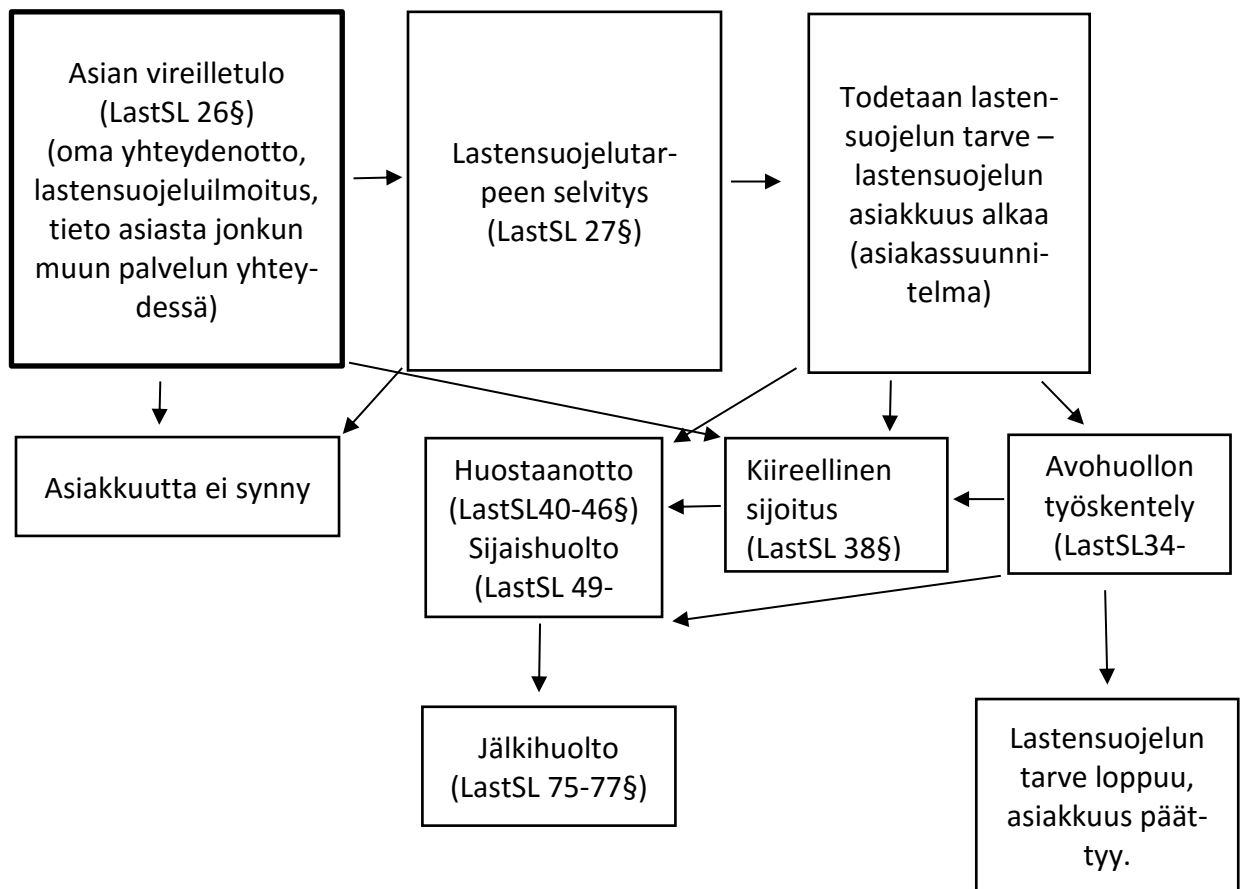 Asian vireilletulo
(LastSL 26§)
(oma yhteydenotto,
lastensuojeluilmoitus,
tieto asiasta jonkun
muun palvelun yhtey-
dessä)
Lastensuojelutar-
peen selvitys
(LastSL 27§)
Todetaan lasten-
suojelun tarve –
lastensuojelun
asiakkuus alkaa
(asiakassuunni-
telma)
Asiakkuutta ei synny
Huostaanotto
(LastSL40-46§)
Sijaishuolto
(LastSL 49-
Kiireellinen
sijoitus
(LastSL 38§)
Avohuollon
työskentely
(LastSL34-
Jälkihuolto
(LastSL 75-77§)
Lastensuojelun
tarve loppuu,
asiakkuus päät-
tyy.